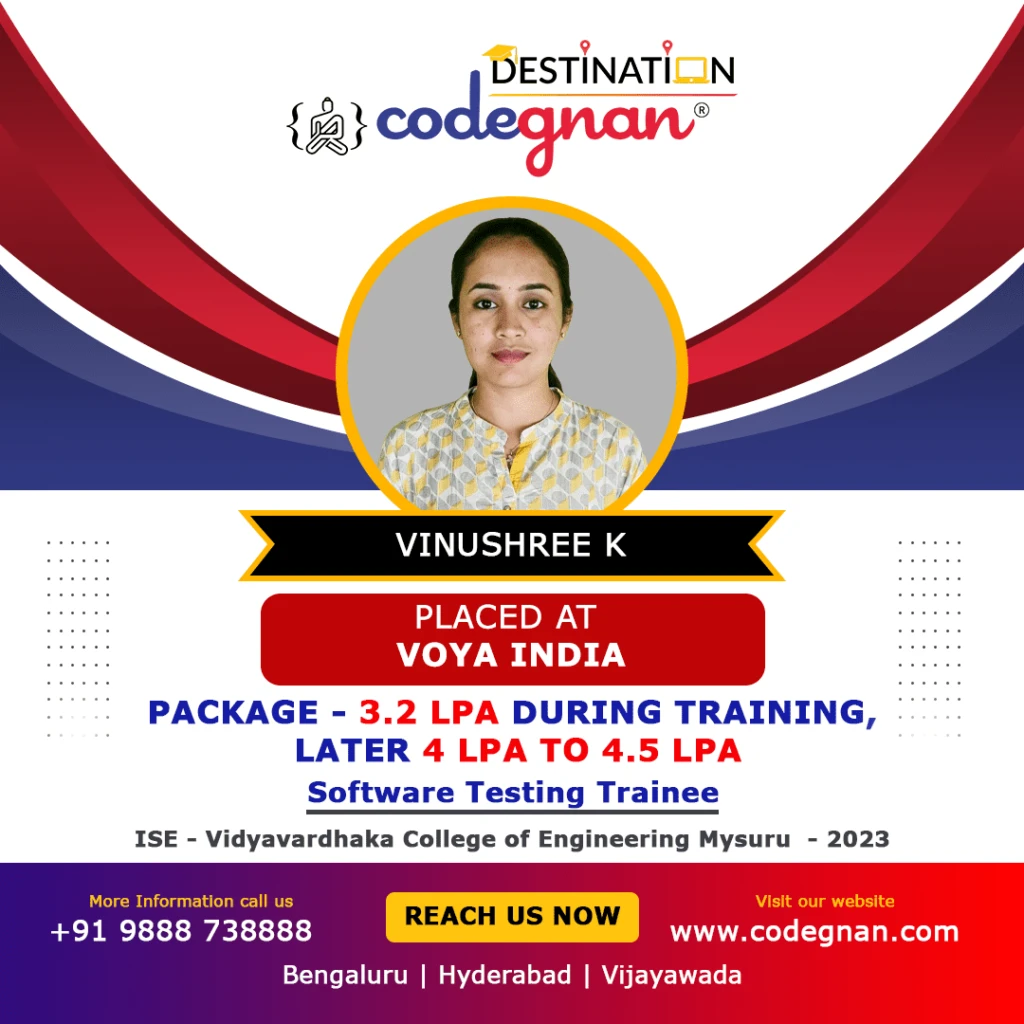 DESTINATION
codegnan®
VINUSHREE K
PLACED AT
VOYA INDIA
PACKAGE - 3.2 LPA DURING TRAINING,
LATER 4 LPA TO 4.5 LPA
Software Testing Trainee
ISE - Vidyavardhaka College of Engineering Mysuru - 2023
More Information call us
+91 9888 738888
REACH US NOW
Visit our website
www.codegnan.com
Bengaluru | Hyderabad | Vijayawada